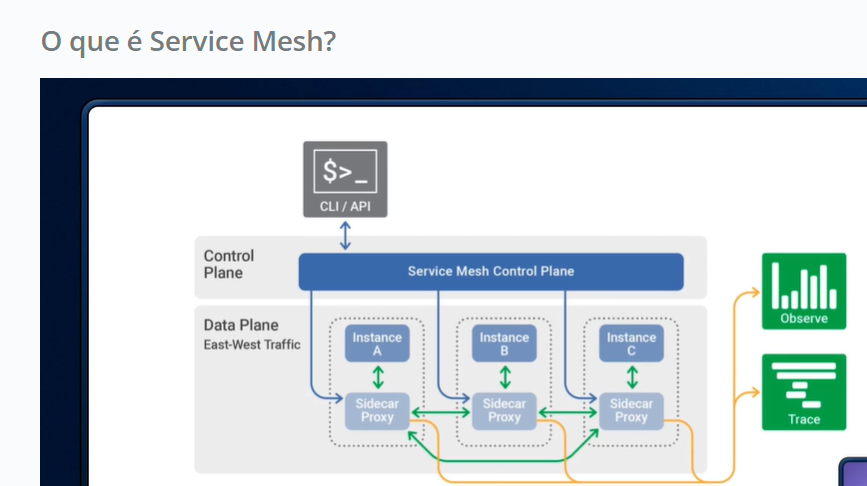 O que é Service Mesh?
$>_
CLI / API
Control
Plane
Service Mesh Control Plane
Data Plane
East-West Traffic
Instance
A
Instance
B
Instance
C
Sidecar
Proxy
Sidecar
Proxy
Sidecar
Proxy
Observe
Trace